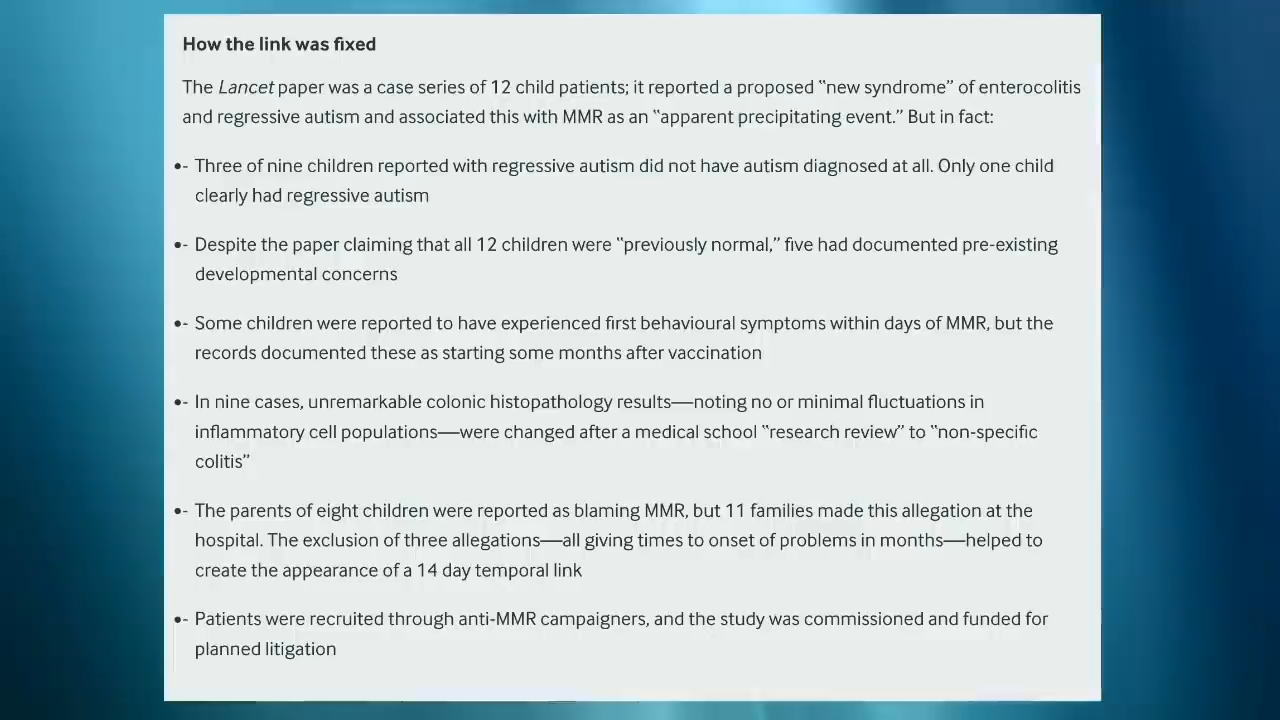 How the link was fixed
The Lancet paper was a case series of 12 child patients; it reported a proposed "new syndrome" of enterocolitis
and regressive autism and associated this with MMR as an "apparent precipitating event." But in fact:
•- Three of nine children reported with regressive autism did not have autism diagnosed at all. Only one child
clearly had regressive autism
•- Despite the paper claiming that all 12 children were "previously normal," five had documented pre-existing
developmental concerns
•- Some children were reported to have experienced first behavioural symptoms within days of MMR, but the
records documented these as starting some months after vaccination
•- In nine cases, unremarkable colonic histopathology results—noting no or minimal fluctuations in
inflammatory cell populations—were changed after a medical school "research review" to "non-specific
colitis"
•- The parents of eight children were reported as blaming MMR, but 11 families made this allegation at the
hospital. The exclusion of three allegations—all giving times to onset of problems in months—helped to
create the appearance of a 14 day temporal link
•- Patients were recruited through anti-MMR campaigners, and the study was commissioned and funded for
planned litigation